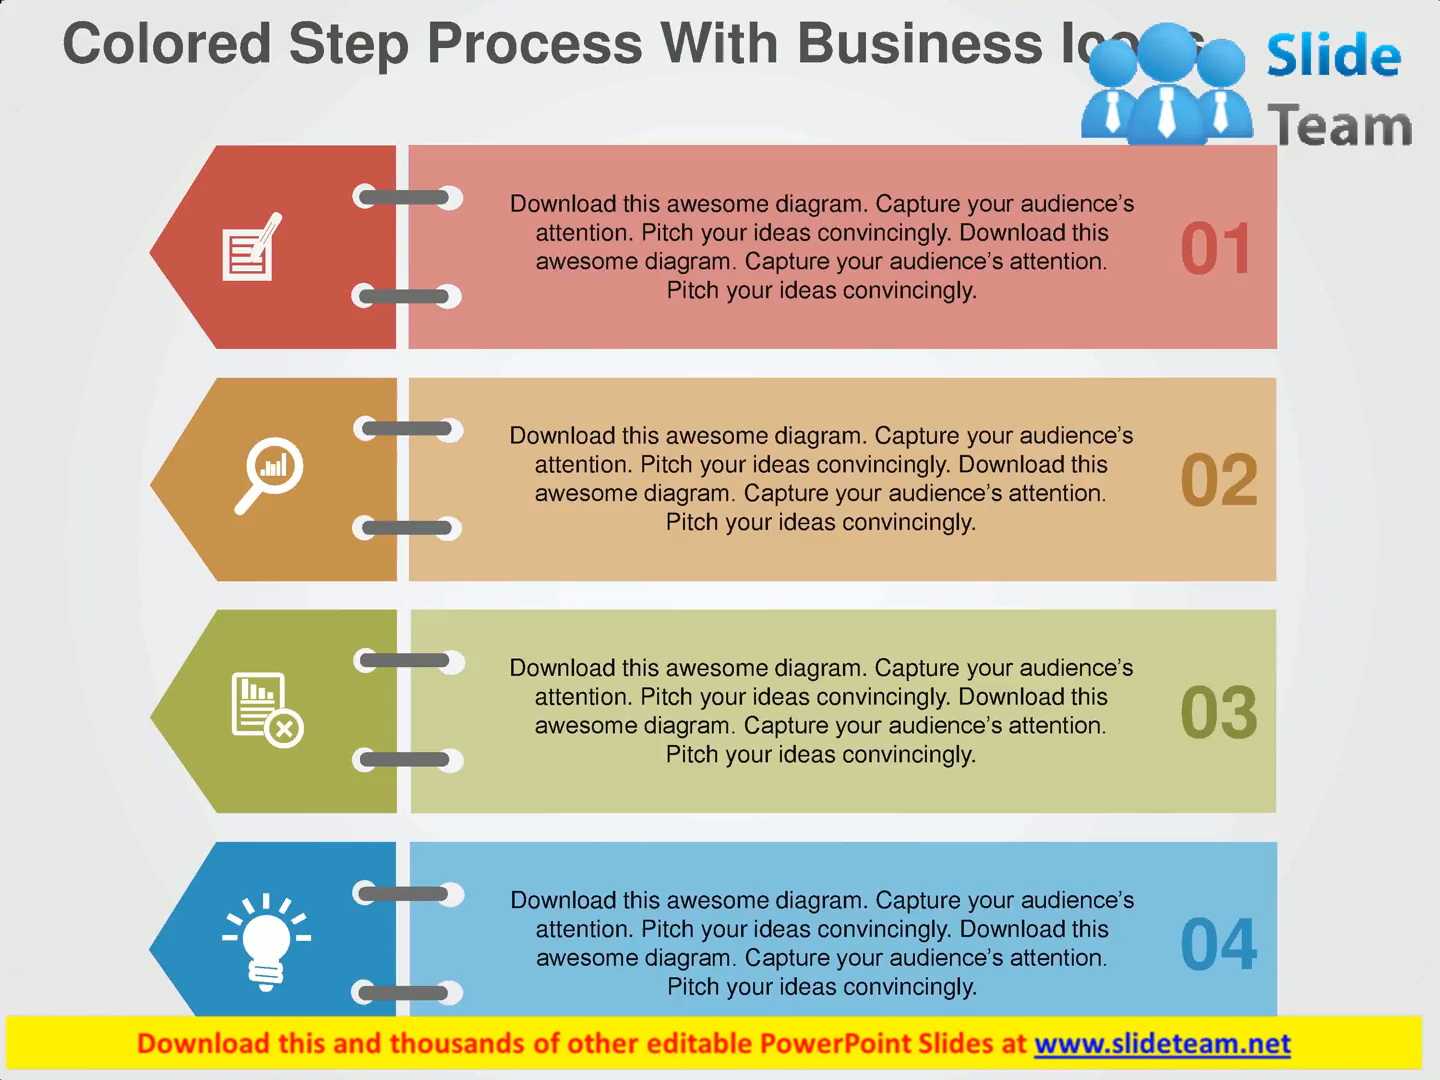 Colored Step Process With Business
Slide
Team
Download this awesome diagram. Capture your audience’s
attention. Pitch your ideas convincingly. Download this
awesome diagram. Capture your audience’s attention.
Pitch your ideas convincingly.
01
Download this awesome diagram. Capture your audience’s
attention. Pitch your ideas convincingly. Download this
awesome diagram. Capture your audience’s attention.
Pitch your ideas convincingly.
02
Download this awesome diagram. Capture your audience’s
attention. Pitch your ideas convincingly. Download this
awesome diagram. Capture your audience’s attention.
Pitch your ideas convincingly.
03
Download this awesome diagram. Capture your audience’s
attention. Pitch your ideas convincingly. Download this
awesome diagram. Capture your audience’s attention.
Pitch your ideas convincingly.
04
Download this and thousands of other editable PowerPoint Slides at www.slideteam.net